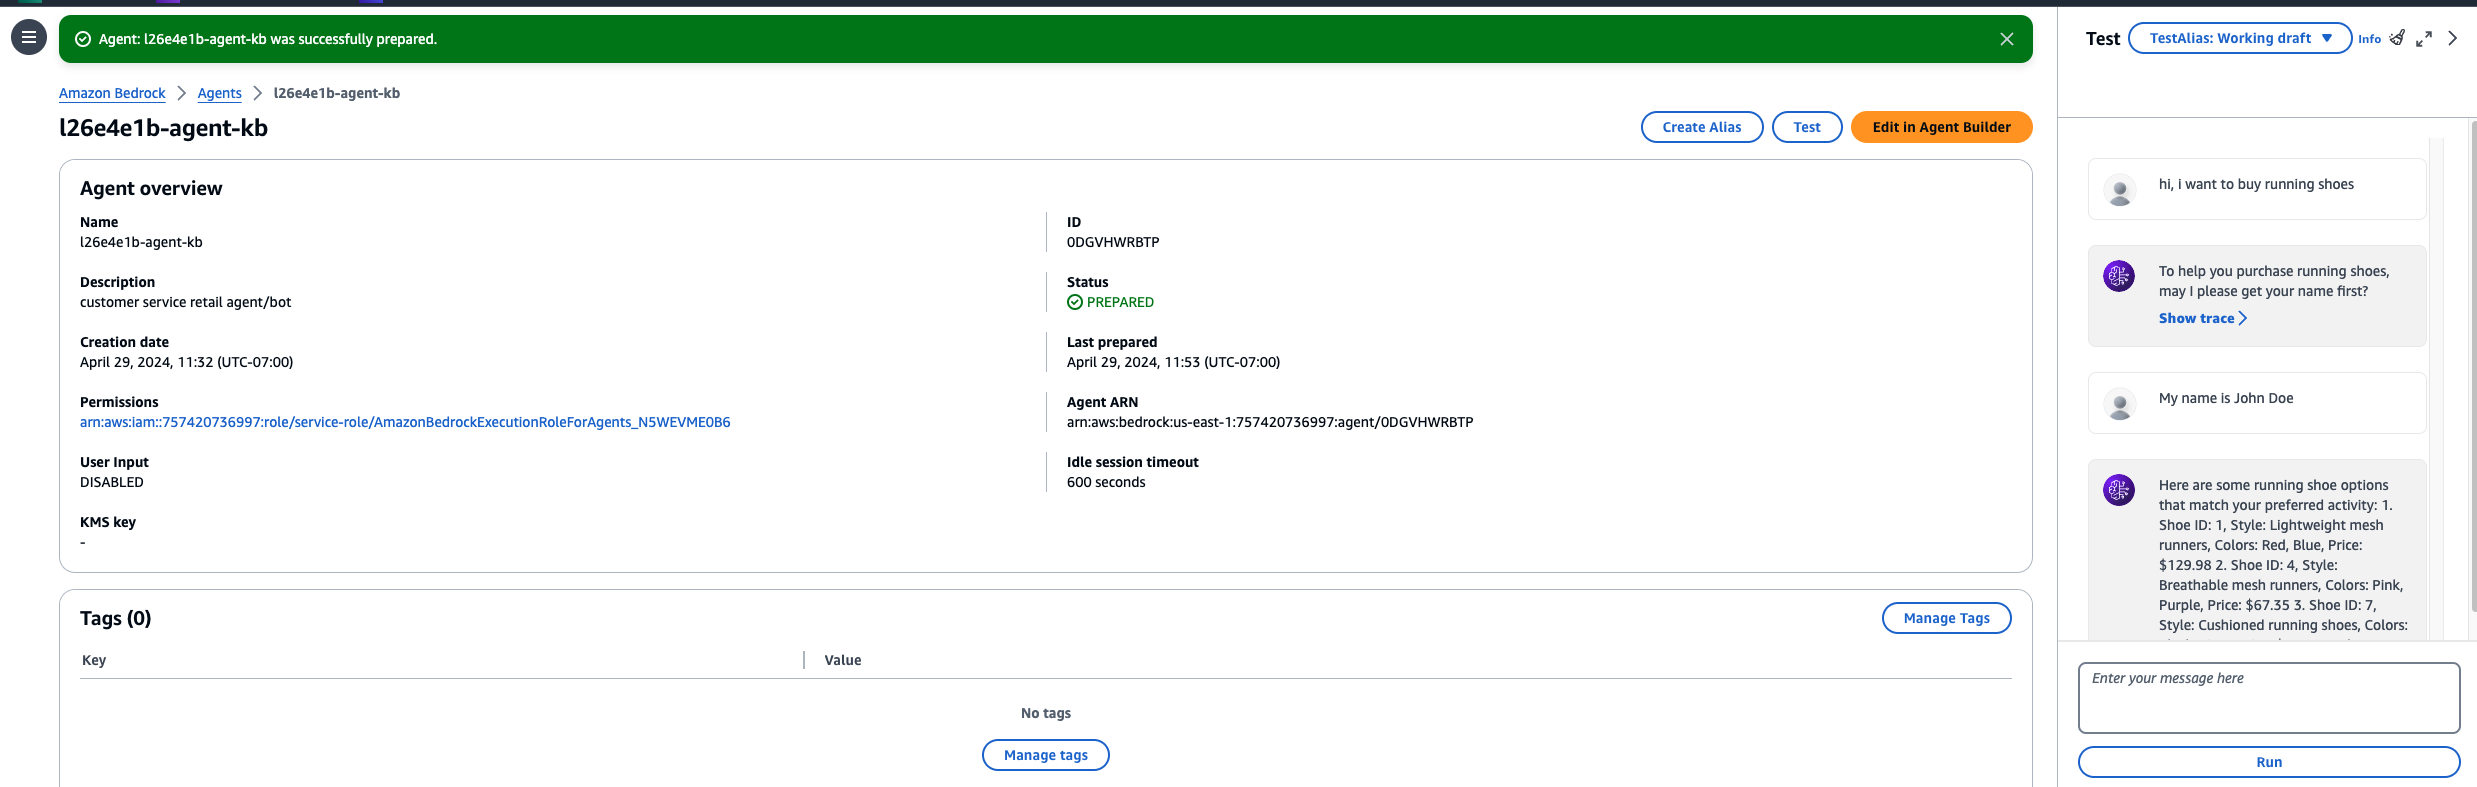 Agent: l26e4e1b-agent-kb was successfully prepared.
Amazon Bedrock > Agents > l26e4e1b-agent-kb
l26e4e1b-agent-kb
Create Alias
Test
Edit in Agent Builder
Agent overview
Name
l26e4e1b-agent-kb
ID
0DGVHWRBTP
Description
customer service retail agent/bot
Status
PREPARED
Creation date
April 29, 2024, 11:32 (UTC-07:00)
Last prepared
April 29, 2024, 11:53 (UTC-07:00)
Permissions
arn:aws:iam::757420736997:role/service-role/AmazonBedrockExecutionRoleForAgents_N5WEVME0B6
Agent ARN
arn:aws:bedrock:us-east-1:757420736997:agent/0DGVHWRBTP
User Input
DISABLED
Idle session timeout
600 seconds
KMS key
-
Tags (0)
Manage Tags
Key
Value
No tags
Manage tags
Test
TestAlias: Working draft
Info
hi, i want to buy running shoes
To help you purchase running shoes,
may I please get your name first?
Show trace
My name is John Doe
Here are some running shoe options
that match your preferred activity: 1.
Shoe ID: 1, Style: Lightweight mesh
runners, Colors: Red, Blue, Price:
$129.98 2. Shoe ID: 4, Style:
Breathable mesh runners, Colors: Pink,
Purple, Price: $67.35 3. Shoe ID: 7,
Style: Cushioned running shoes, Colors:
Enter your message here
Run